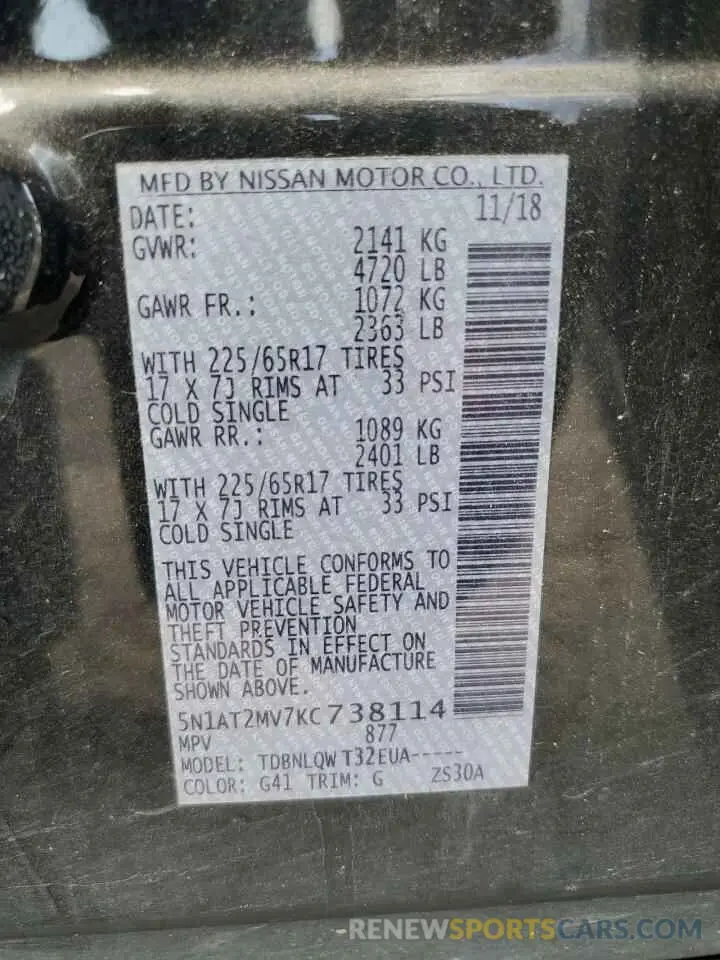 MFD BY NISSAN MOTOR CO., LTD.
DATE: 11/18
GVWR: 2141 KG
4720 LB
GAWR FR.: 1072 KG
2363 LB
WITH 225/65R17 TIRES
17 X 7J RIMS AT 33 PSI
COLD SINGLE
GAWR RR.: 1089 KG
2401 LB
WITH 225/65R17 TIRES
17 X 7J RIMS AT 33 PSI
COLD SINGLE
THIS VEHICLE CONFORMS TO
ALL APPLICABLE FEDERAL
MOTOR VEHICLE SAFETY AND
THEFT PREVENTION
STANDARDS IN EFFECT ON
THE DATE OF MANUFACTURE
SHOWN ABOVE.
5N1AT2MV7KC738114
MPV 877
MODEL: TDBNLQWT32EUA-----
COLOR: G41 TRIM: G ZS30A
RENEWSPORTSCARS.COM